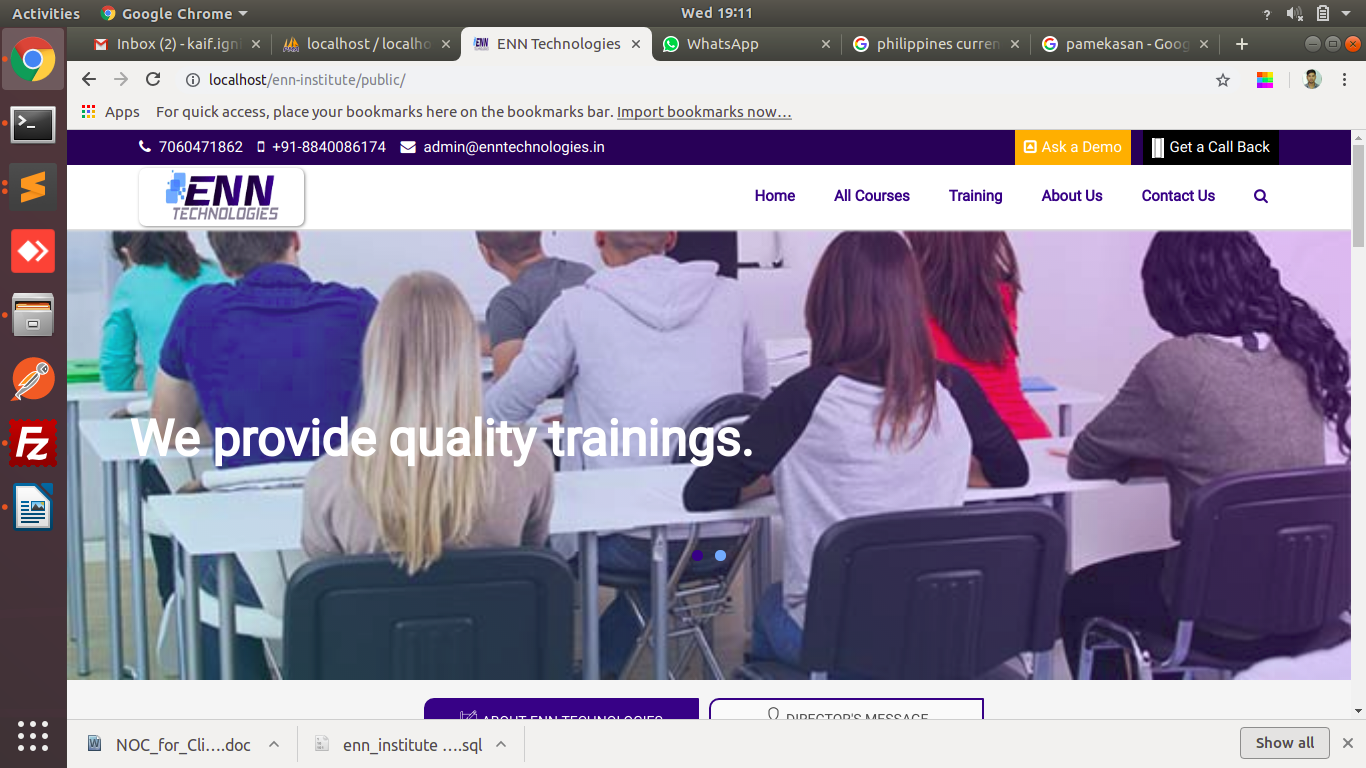 Activities Google Chrome Wed 19:11 ?
Inbox (2) - kaif.ign localhost / localho ENN Technologies WhatsApp philippines curren pamekasan - Goog
localhost/enn-institute/public/
Apps For quick access, place your bookmarks here on the bookmarks bar. Import bookmarks now...
7060471862 +91-8840086174 admin@enntechnologies.in Ask a Demo Get a Call Back
ENN
TECHNOLOGIES
Home All Courses Training About Us Contact Us
We provide quality trainings.
ABOUT ENN TECHNOLOGIES DIRECTOR'S MESSAGE
NOC_for_Cli....doc enn_institute ....sql Show all